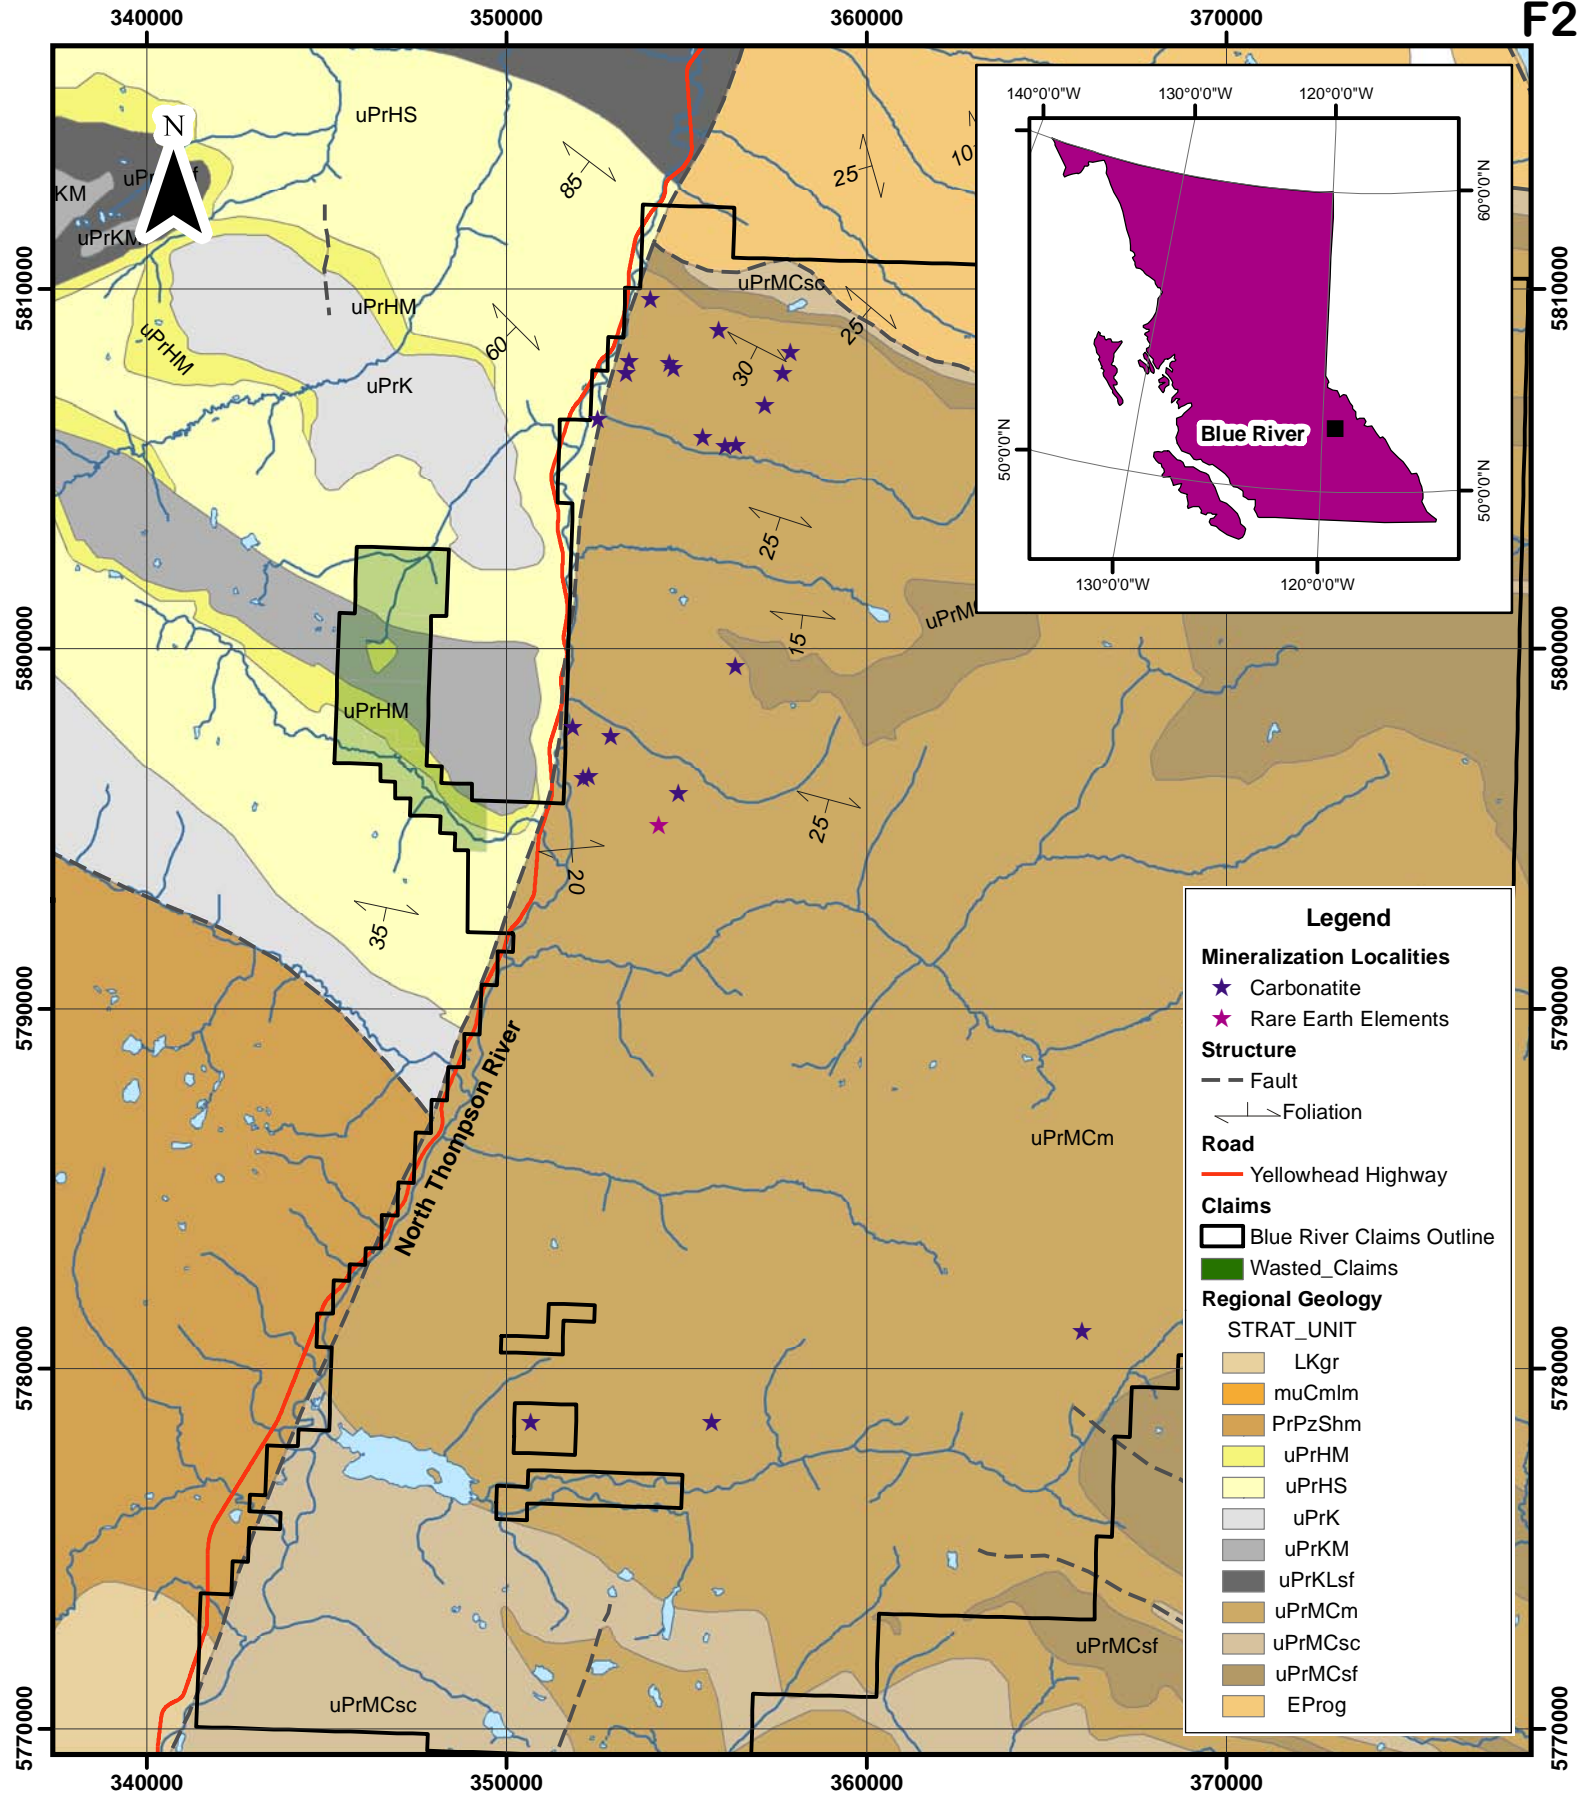 340000
350000
360000
370000
F2
5810000
5800000
5790000
5780000
5770000
5810000
5800000
5790000
5780000
5770000
N
uPrHS
KM
uPrKM
uPrHM
uPrHM
uPrK
uPrHM
85
60
35
20
25
10
25
30
25
15
25
uPrMCsc
uPrMCm
uPrMCsf
uPrMCsc
North Thompson River
140°0'0"W
130°0'0"W
120°0'0"W
60°0'0"N
50°0'0"N
50°0'0"N
Blue River
130°0'0"W
120°0'0"W
Legend
Mineralization Localities
Carbonatite
Rare Earth Elements
Structure
Fault
Foliation
Road
Yellowhead Highway
Claims
Blue River Claims Outline
Wasted_Claims
Regional Geology
STRAT_UNIT
LKgr
muCmlm
PrPzShm
uPrHM
uPrHS
uPrK
uPrKM
uPrKLsf
uPrMCm
uPrMCsc
uPrMCsf
EProg
340000
350000
360000
370000